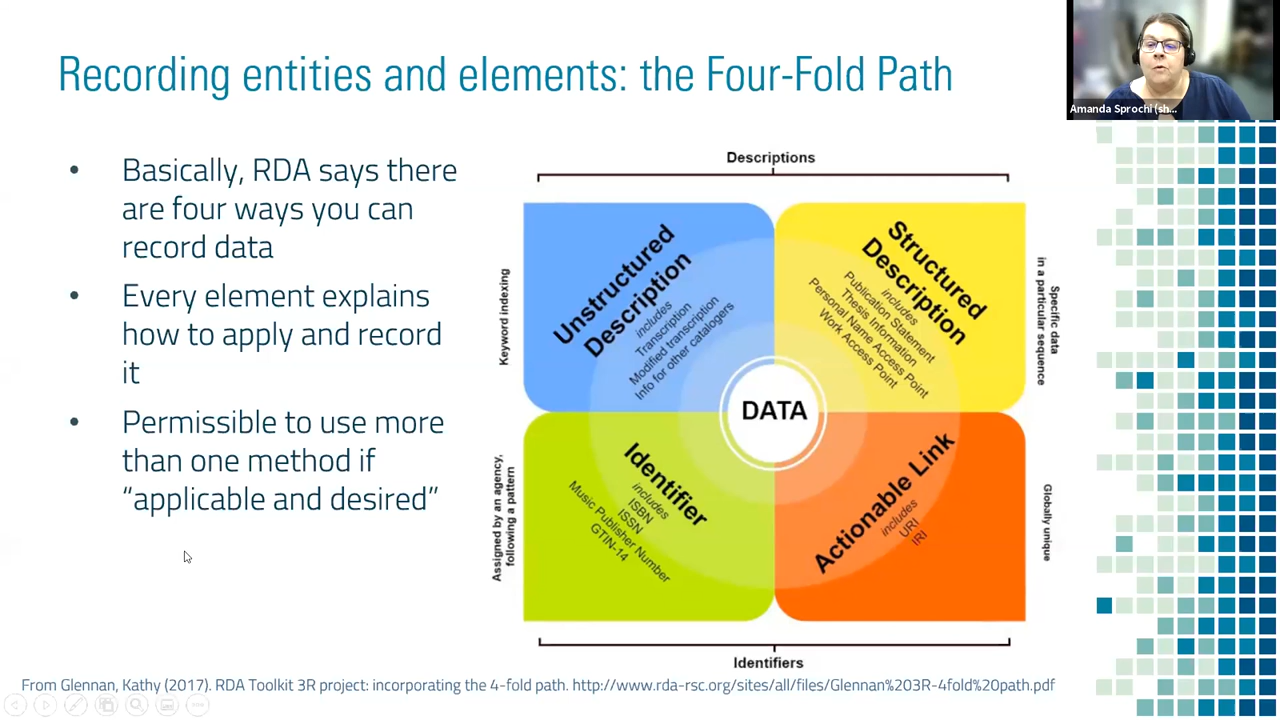 Recording entities and elements: the Four-Fold Path
Amanda Sprochi (sh...
• Basically, RDA says there
are four ways you can
record data
• Every element explains
how to apply and record
it
• Permissible to use more
than one method if
“applicable and desired”
Descriptions
Keyword indexing
Unstructured
Description
includes
Transcription
Modified transcription
Info for other catalogers
Structured
Description
includes
Publication Statement
Thesis Information
Personal Name Access Point
Work Access Point
Specific data
in a particular sequence
DATA
Assigned by an agency,
following a pattern
Identifier
includes
ISBN
ISSN
Music Publisher Number
GTIN-14
Actionable Link
includes
URI
IRI
Globally unique
Identifiers
From Glennan, Kathy (2017). RDA Toolkit 3R project: incorporating the 4-fold path. http://www.rda-rsc.org/sites/all/files/Glennan%203R-4fold%20path.pdf